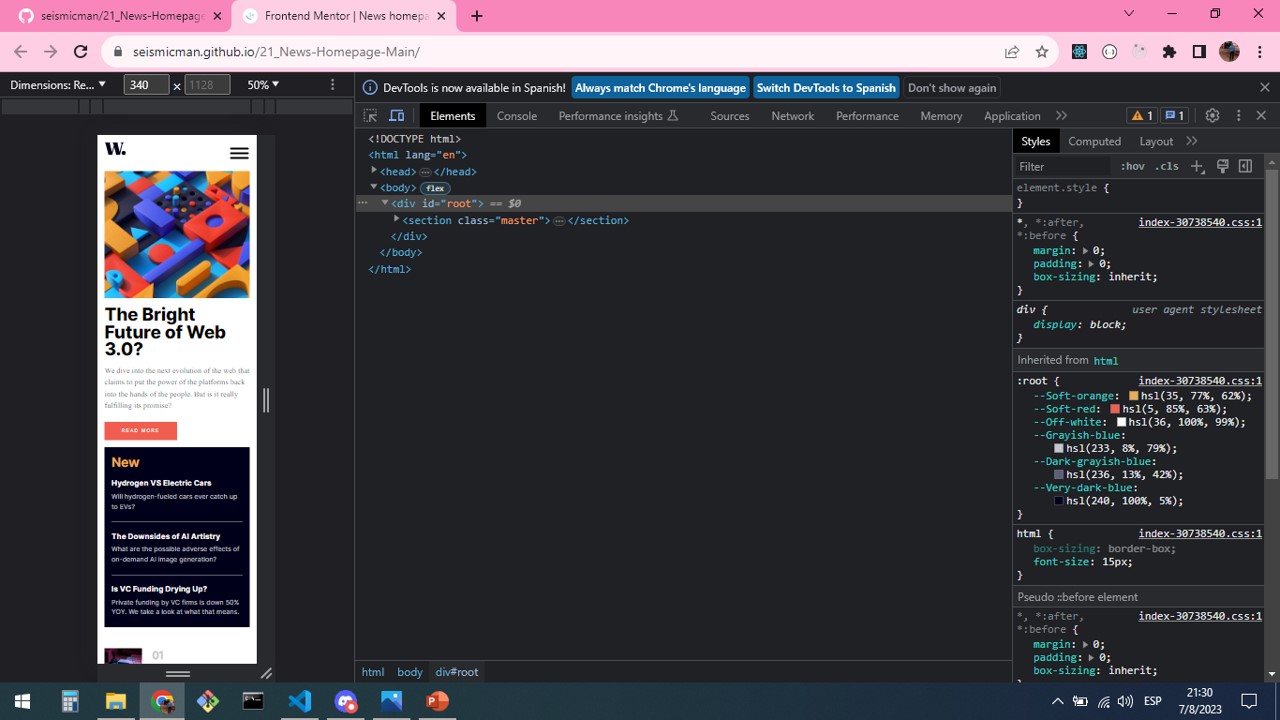 seismicman/21_News-Homepage
Frontend Mentor | News homepa
seismicman.github.io/21_News-Homepage-Main/
Dimensions: Re... ▼ 340 × 1128 50% ▼
DevTools is now available in Spanish! Always match Chrome's language Switch DevTools to Spanish Don't show again
Elements Console Performance insights Sources Network Performance Memory Application » 1 1
<!DOCTYPE html>
<html lang="en">
<head> ⋯ </head>
<body> flex
<div id="root"> == $0
<section class="master"> ⋯ </section>
</div>
</body>
</html>
html body div#root
Styles Computed Layout »
Filter :hov .cls
element.style {
}
*, *:after, index-30738540.css:1
*:before {
margin: 0;
padding: 0;
box-sizing: inherit;
}
div { user agent stylesheet
display: block;
}
Inherited from html
:root { index-30738540.css:1
--Soft-orange: hsl(35, 77%, 62%);
--Soft-red: hsl(5, 85%, 63%);
--Off-white: hsl(36, 100%, 99%);
--Grayish-blue:
hsl(233, 8%, 79%);
--Dark-grayish-blue:
hsl(236, 13%, 42%);
--Very-dark-blue:
hsl(240, 100%, 5%);
}
html { index-30738540.css:1
box-sizing: border-box;
font-size: 15px;
}
Pseudo ::before element
*, *:after, index-30738540.css:1
*:before {
margin: 0;
padding: 0;
box-sizing: inherit;
W.
The Bright
Future of Web
3.0?
We dive into the next evolution of the web that
claims to put the power of the platforms back
into the hands of the people. But is it really
fulfilling its promise?
READ MORE
New
Hydrogen VS Electric Cars
Will hydrogen-fueled cars ever catch up
to EVs?
The Downsides of AI Artistry
What are the possible adverse effects of
on-demand AI image generation?
Is VC Funding Drying Up?
Private funding by VC firms is down 50%
YOY. We take a look at what that means.
01
ESP
21:30
7/8/2023